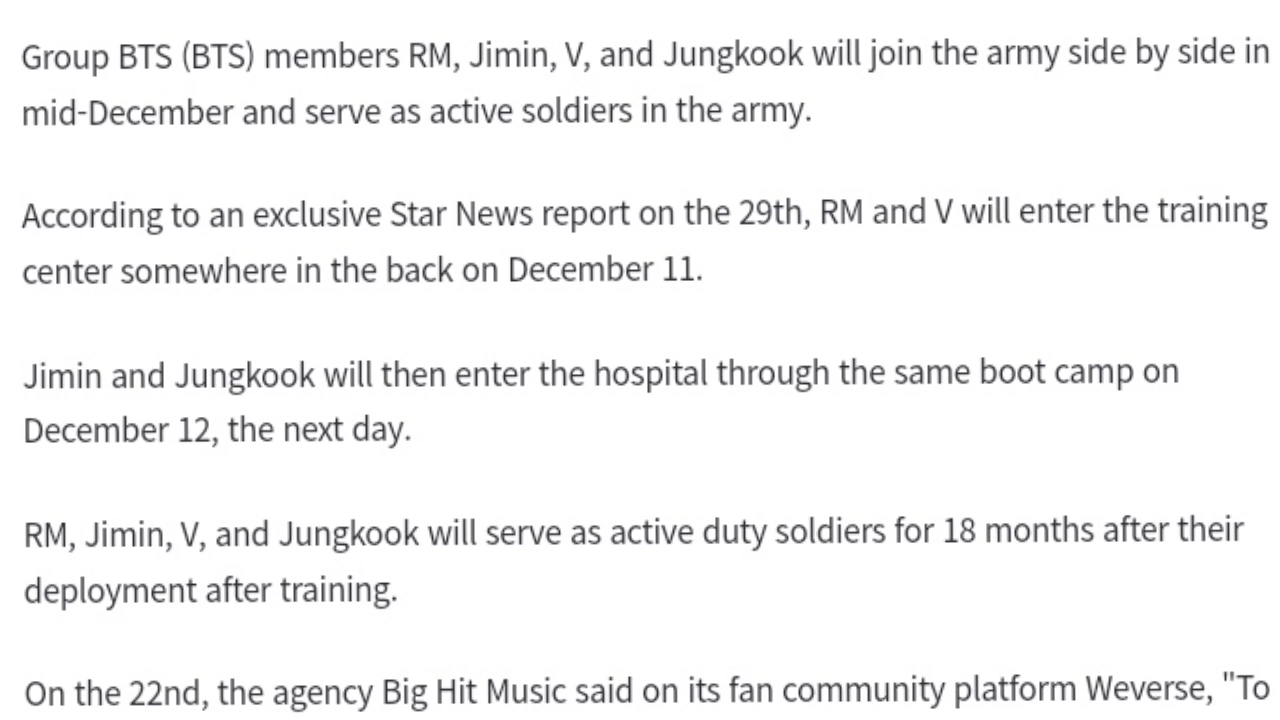 Group BTS (BTS) members RM, Jimin, V, and Jungkook will join the army side by side in
mid-December and serve as active soldiers in the army.
According to an exclusive Star News report on the 29th, RM and V will enter the training
center somewhere in the back on December 11.
Jimin and Jungkook will then enter the hospital through the same boot camp on
December 12, the next day.
RM, Jimin, V, and Jungkook will serve as active duty soldiers for 18 months after their
deployment after training.
On the 22nd, the agency Big Hit Music said on its fan community platform Weverse, "To